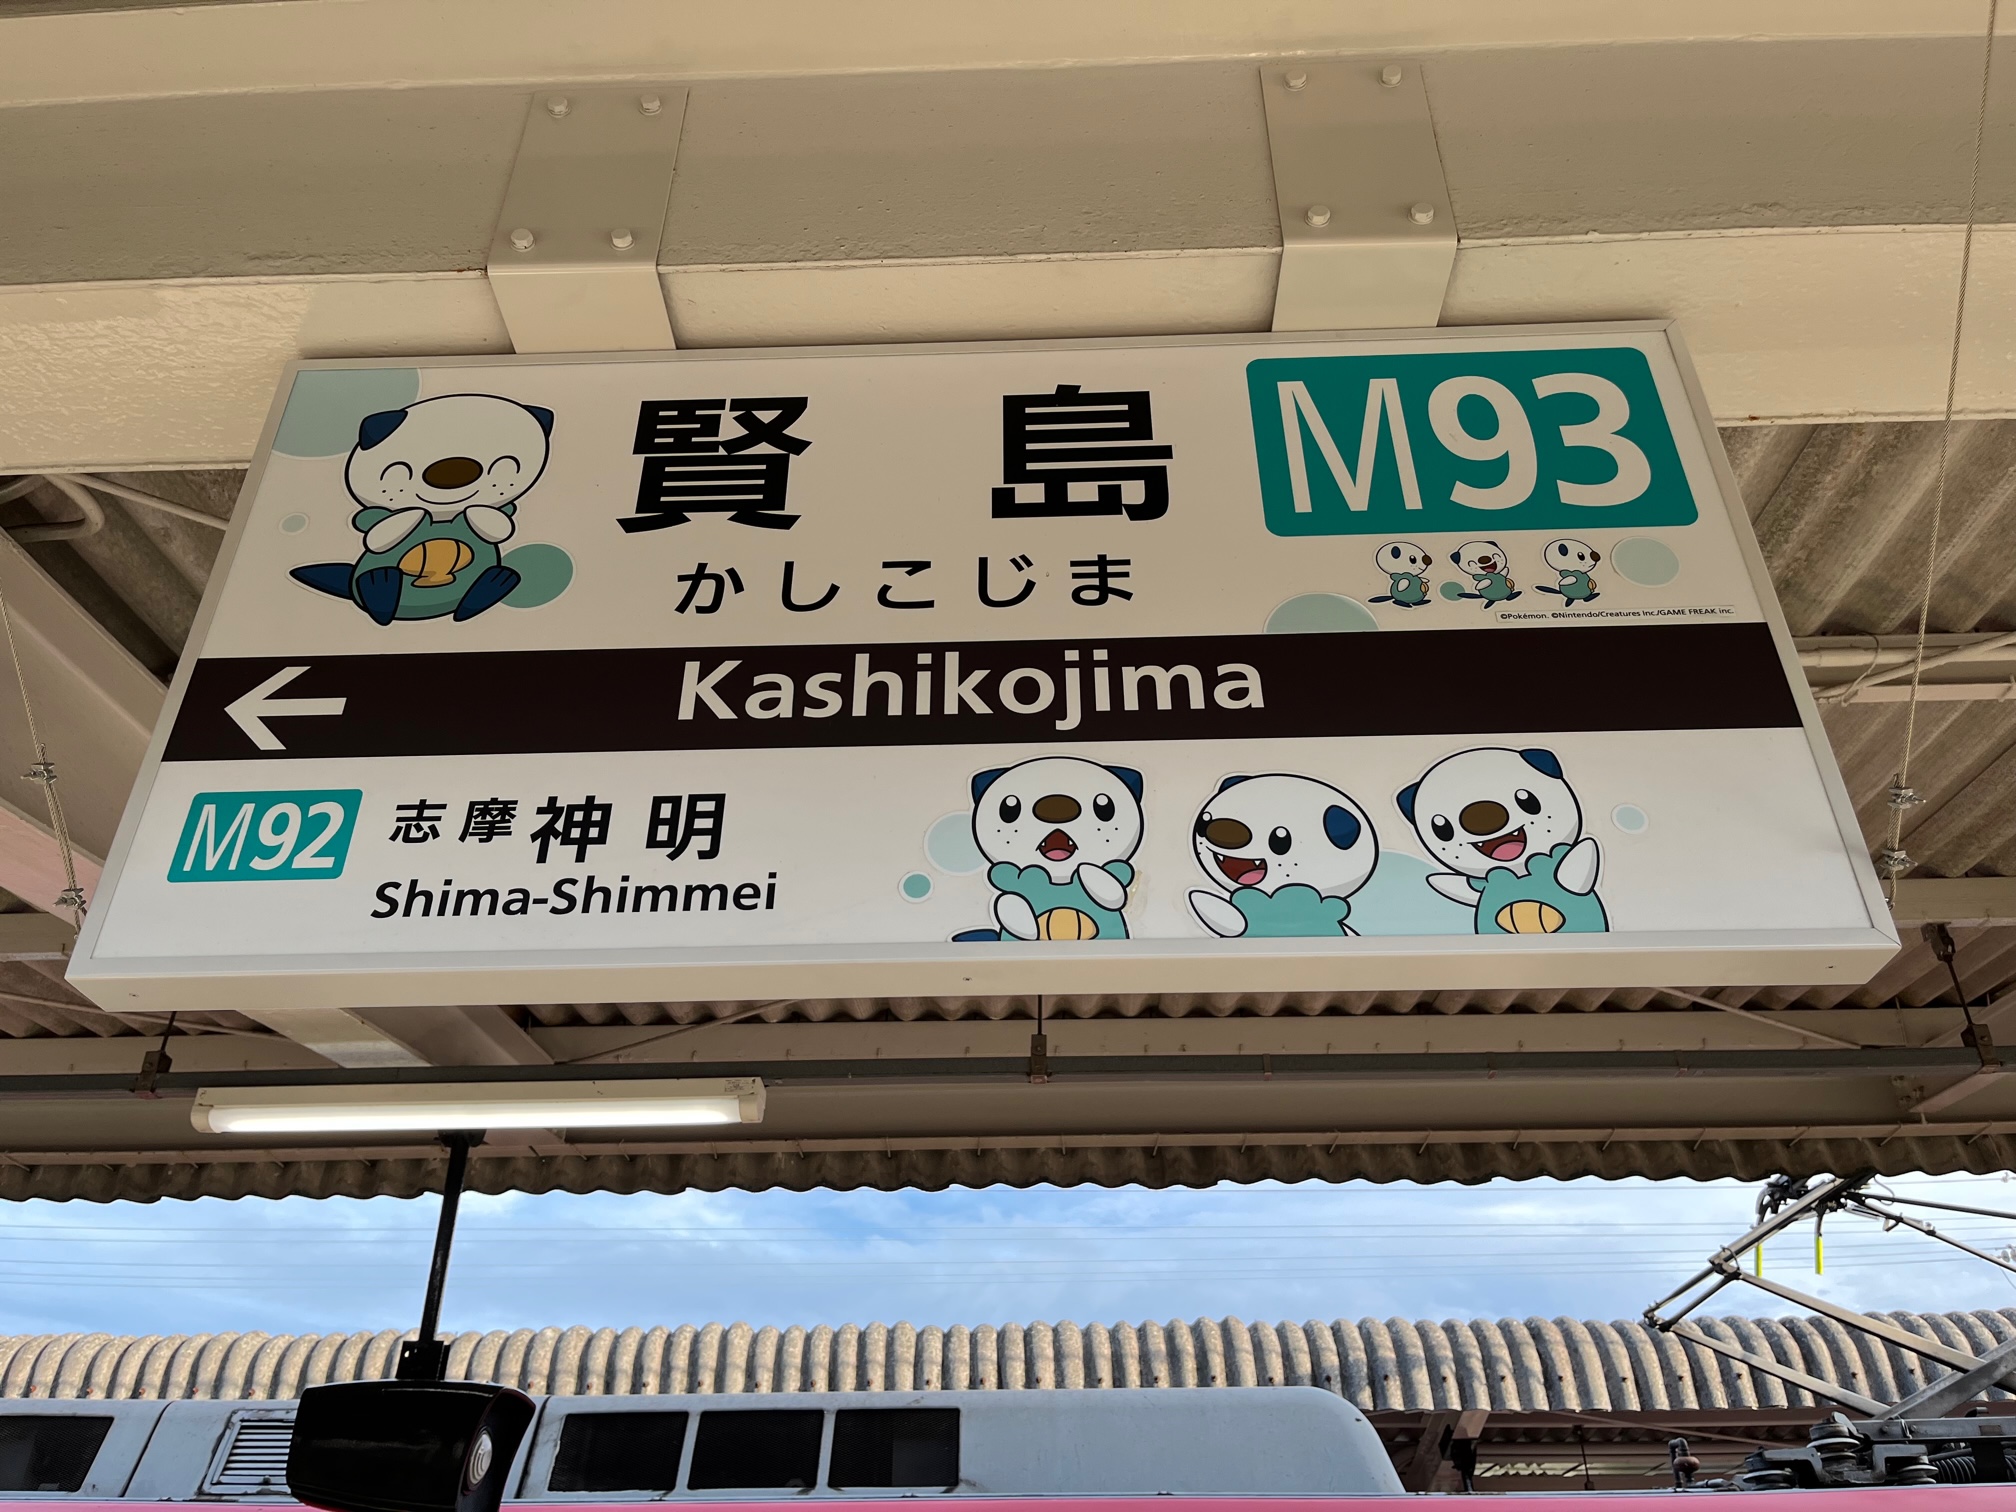 賢島
M93
かしこじま
©Pokémon. ©Nintendo/Creatures Inc./GAME FREAK inc.
← Kashikojima
M92 志摩神明
Shima-Shimmei